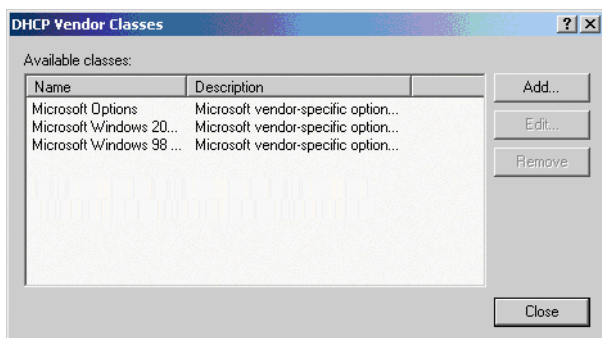 DHCP Vendor Classes
Available classes:
Name Description
Microsoft Options Microsoft vendor-specific option...
Microsoft Windows 20... Microsoft vendor-specific option...
Microsoft Windows 98 ... Microsoft vendor-specific option...
Add...
Edit...
Remove
Close